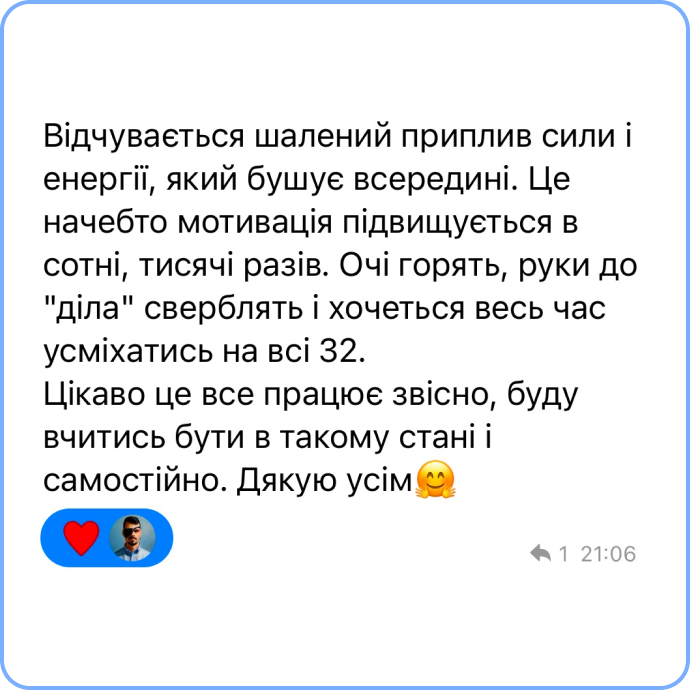 Відчувається шалений приплив сили і
енергії, який бушує всередині. Це
начебто мотивація підвищується в
сотні, тисячі разів. Очі горять, руки до
"діла" сверблять і хочеться весь час
усміхатись на всі 32.
Цікаво це все працює звісно, буду
вчитись бути в такому стані і
самостійно. Дякую усім🤗
1 21:06